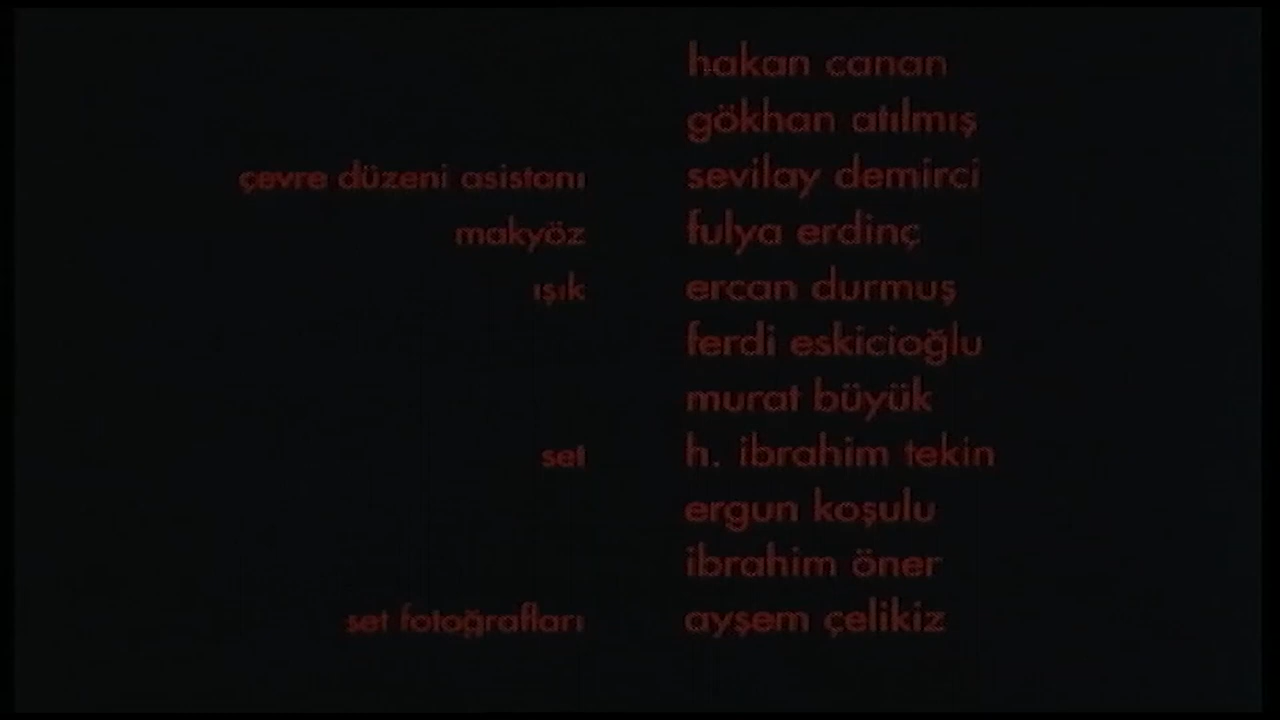 hakan canan
gökhan atılmış
çevre düzeni asistanı sevilay demirci
makyöz fulya erdinç
ışık ercan durmuş
ferdi eskicioğlu
murat büyük
set h. ibrahim tekin
ergun koşulu
ibrahim öner
set fotoğrafları ayşem çelikiz